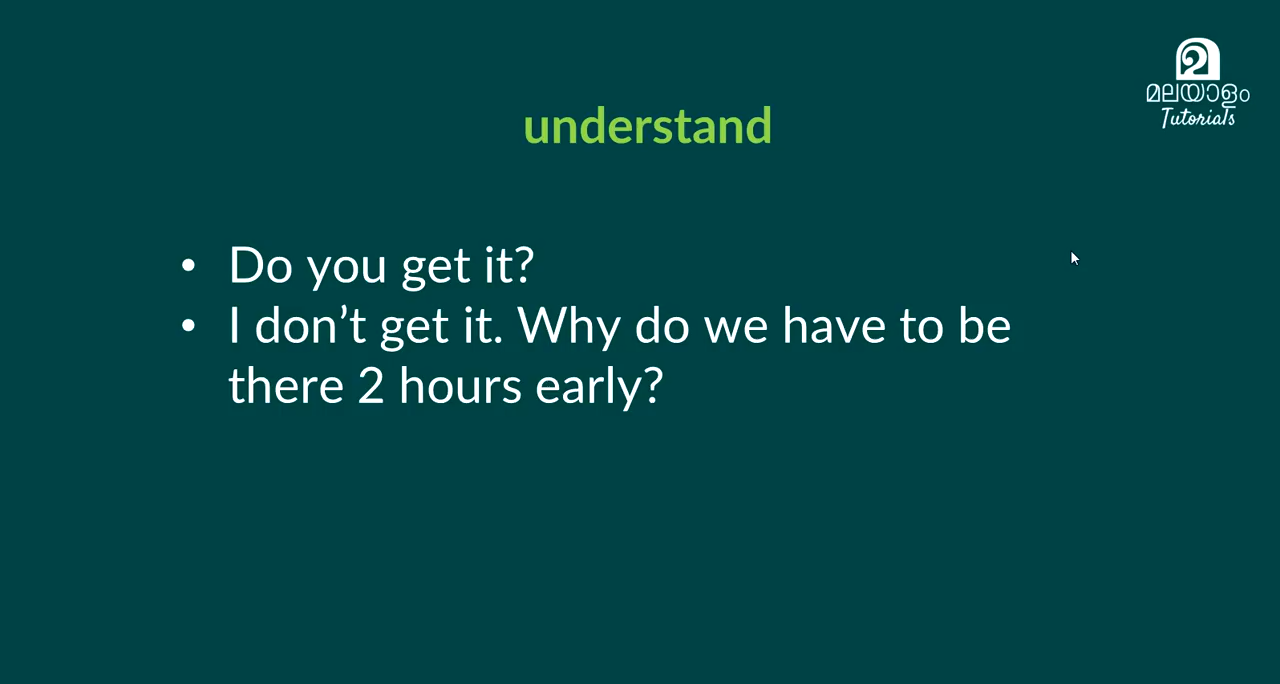 മലയാളം
Tutorials
understand
• Do you get it?
• I don’t get it. Why do we have to be
there 2 hours early?